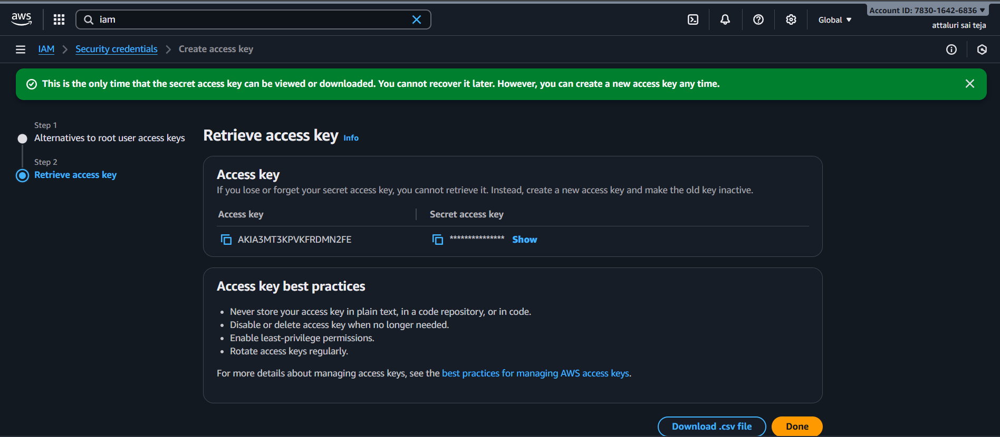 aws
iam
Global
Account ID: 7830-1642-6836
attaluri sai teja
IAM
Security credentials
Create access key
This is the only time that the secret access key can be viewed or downloaded. You cannot recover it later. However, you can create a new access key any time.
Step 1
Alternatives to root user access keys
Step 2
Retrieve access key
Retrieve access key Info
Access key
If you lose or forget your secret access key, you cannot retrieve it. Instead, create a new access key and make the old key inactive.
Access key
Secret access key
AKIA3MT3KPVKFRDMN2FE
*************** Show
Access key best practices
• Never store your access key in plain text, in a code repository, or in code.
• Disable or delete access key when no longer needed.
• Enable least-privilege permissions.
• Rotate access keys regularly.
For more details about managing access keys, see the best practices for managing AWS access keys.
Download .csv file
Done